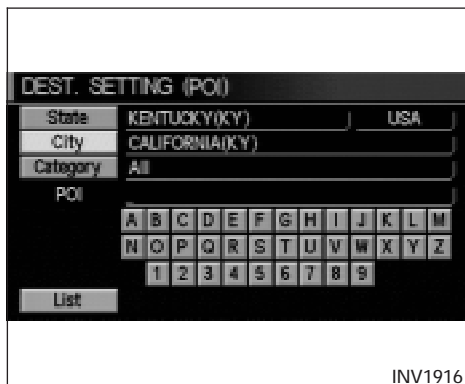 DEST. SETTING (POI)
State KENTUCKY(KY) USA
City CALIFORNIA(KY)
Category All
POI
A B C D E F G H I J K L M
N O P Q R S T U V W X Y Z
1 2 3 4 5 6 7 8 9
List
INV1916